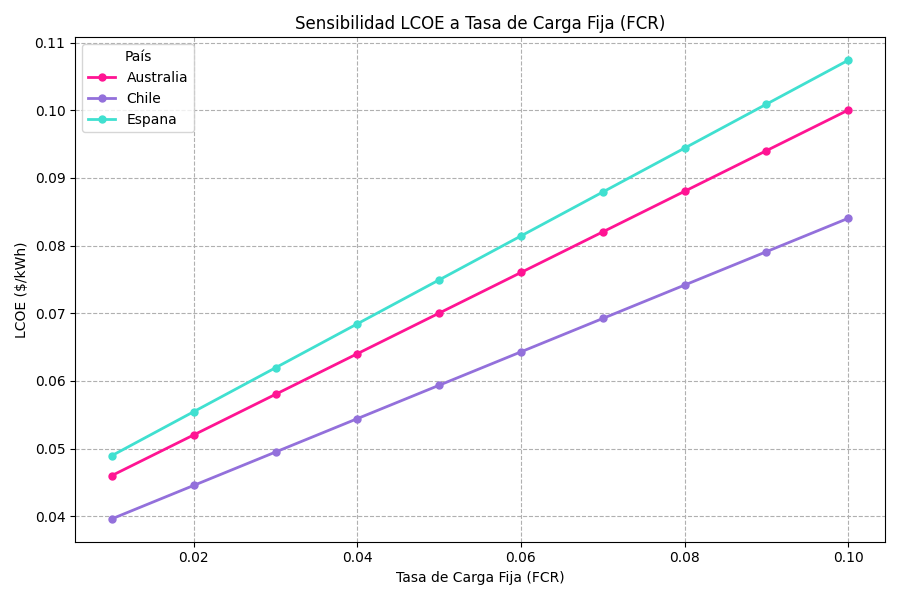 Sensibilidad LCOE a Tasa de Carga Fija (FCR)
País
Australia
Chile
Espana
LCOE ($/kWh)
0.11
0.10
0.09
0.08
0.07
0.06
0.05
0.04
0.02
0.04
0.06
0.08
0.10
Tasa de Carga Fija (FCR)